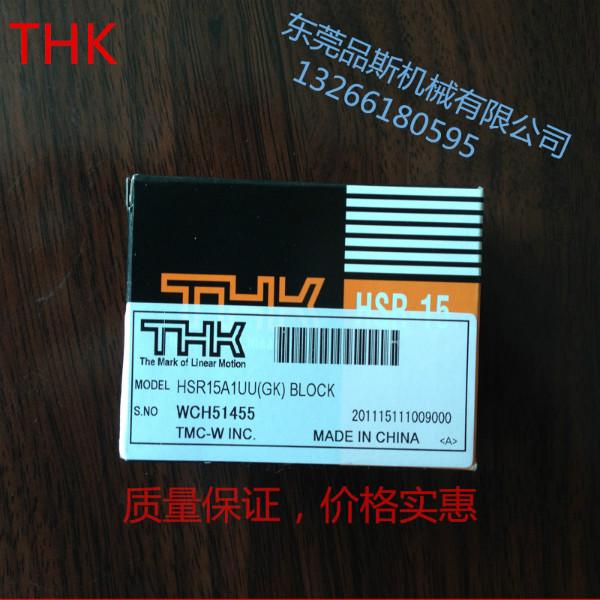 THK
东莞品斯机械有限公司
13266180595
THK
HSR 15
THK
The Mark of Linear Motion
MODEL HSR15A1UU(GK) BLOCK
S.NO WCH51455 201115111009000
TMC-W INC. MADE IN CHINA <A>
质量保证，价格实惠